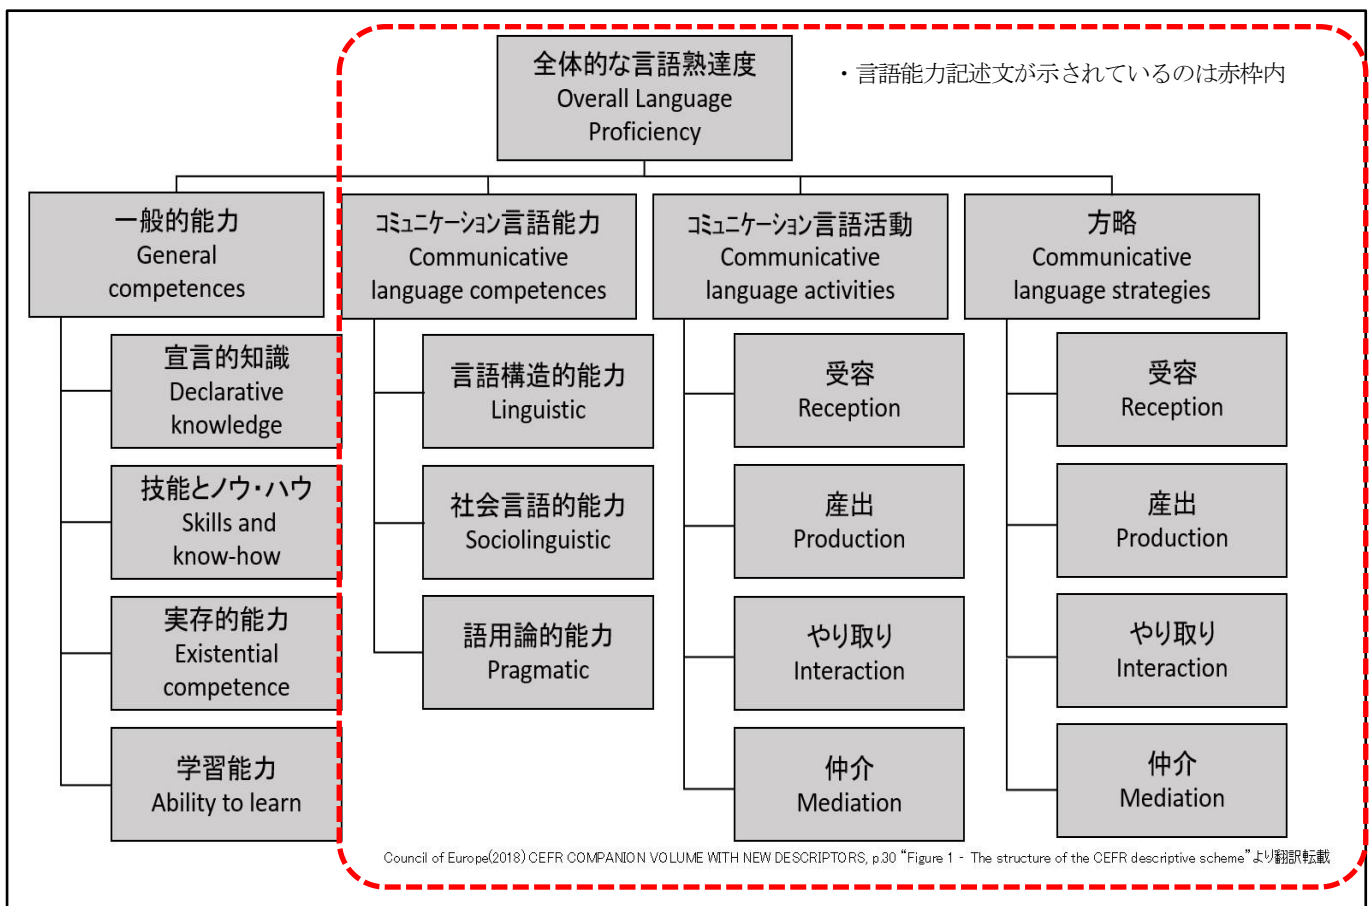 全体的な言語熟達度
Overall Language
Proficiency
・言語能力記述文が示されているのは赤枠内
一般的能力
General
competences
コミュニケーション言語能力
Communicative
language competences
コミュニケーション言語活動
Communicative
language activities
方略
Communicative
language strategies
宣言的知識
Declarative
knowledge
技能とノウ・ハウ
Skills and
know-how
実存的能力
Existential
competence
学習能力
Ability to learn
言語構造的能力
Linguistic
社会言語的能力
Sociolinguistic
語用論的能力
Pragmatic
受容
Reception
産出
Production
やり取り
Interaction
仲介
Mediation
受容
Reception
産出
Production
やり取り
Interaction
仲介
Mediation
Council of Europe(2018) CEFR COMPANION VOLUME WITH NEW DESCRIPTORS, p.30 “Figure 1 - The structure of the CEFR descriptive scheme”より翻訳転載